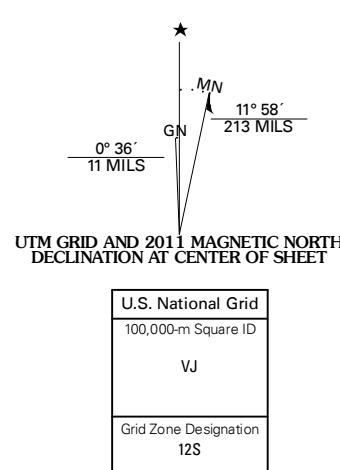 ★
MN
GN
11° 58´
213 MILS
0° 36´
11 MILS
UTM GRID AND 2011 MAGNETIC NORTH
DECLINATION AT CENTER OF SHEET
U.S. National Grid
100,000-m Square ID
VJ
Grid Zone Designation
12S